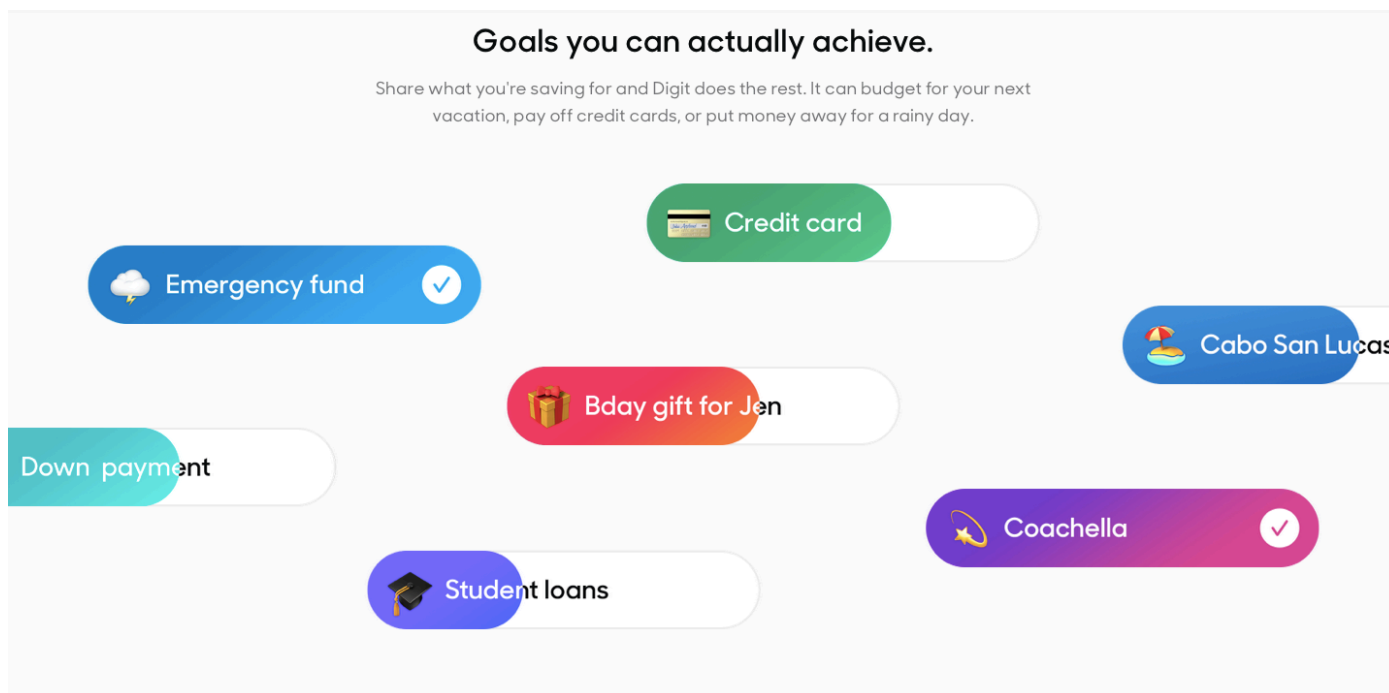 Goals you can actually achieve.
Share what you're saving for and Digit does the rest. It can budget for your next
vacation, pay off credit cards, or put money away for a rainy day.
Credit card
Emergency fund
Cabo San Lucas
Bday gift for Jen
Down payment
Coachella
Student loans